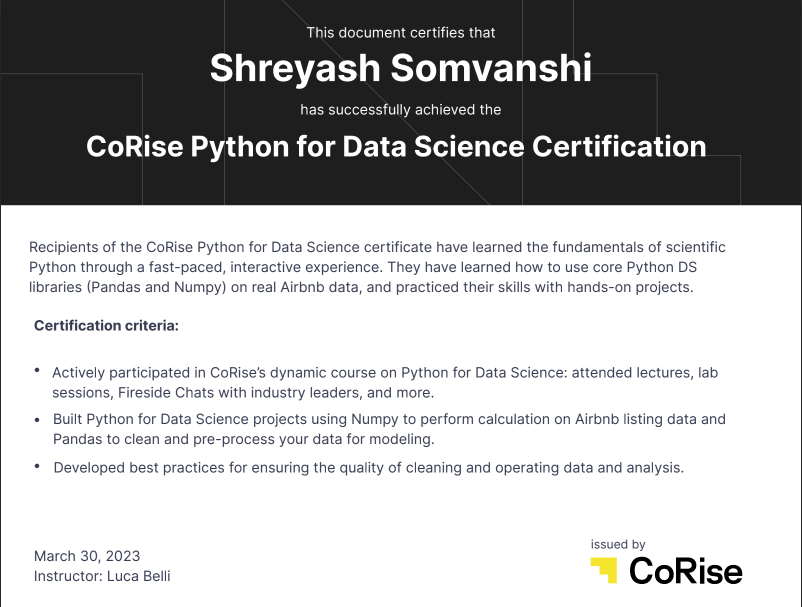 This document certifies that
Shreyash Somvanshi
has successfully achieved the
CoRise Python for Data Science Certification
Recipients of the CoRise Python for Data Science certificate have learned the fundamentals of scientific
Python through a fast-paced, interactive experience. They have learned how to use core Python DS
libraries (Pandas and Numpy) on real Airbnb data, and practiced their skills with hands-on projects.
Certification criteria:
• Actively participated in CoRise’s dynamic course on Python for Data Science: attended lectures, lab
sessions, Fireside Chats with industry leaders, and more.
• Built Python for Data Science projects using Numpy to perform calculation on Airbnb listing data and
Pandas to clean and pre-process your data for modeling.
• Developed best practices for ensuring the quality of cleaning and operating data and analysis.
March 30, 2023
Instructor: Luca Belli
issued by
CoRise